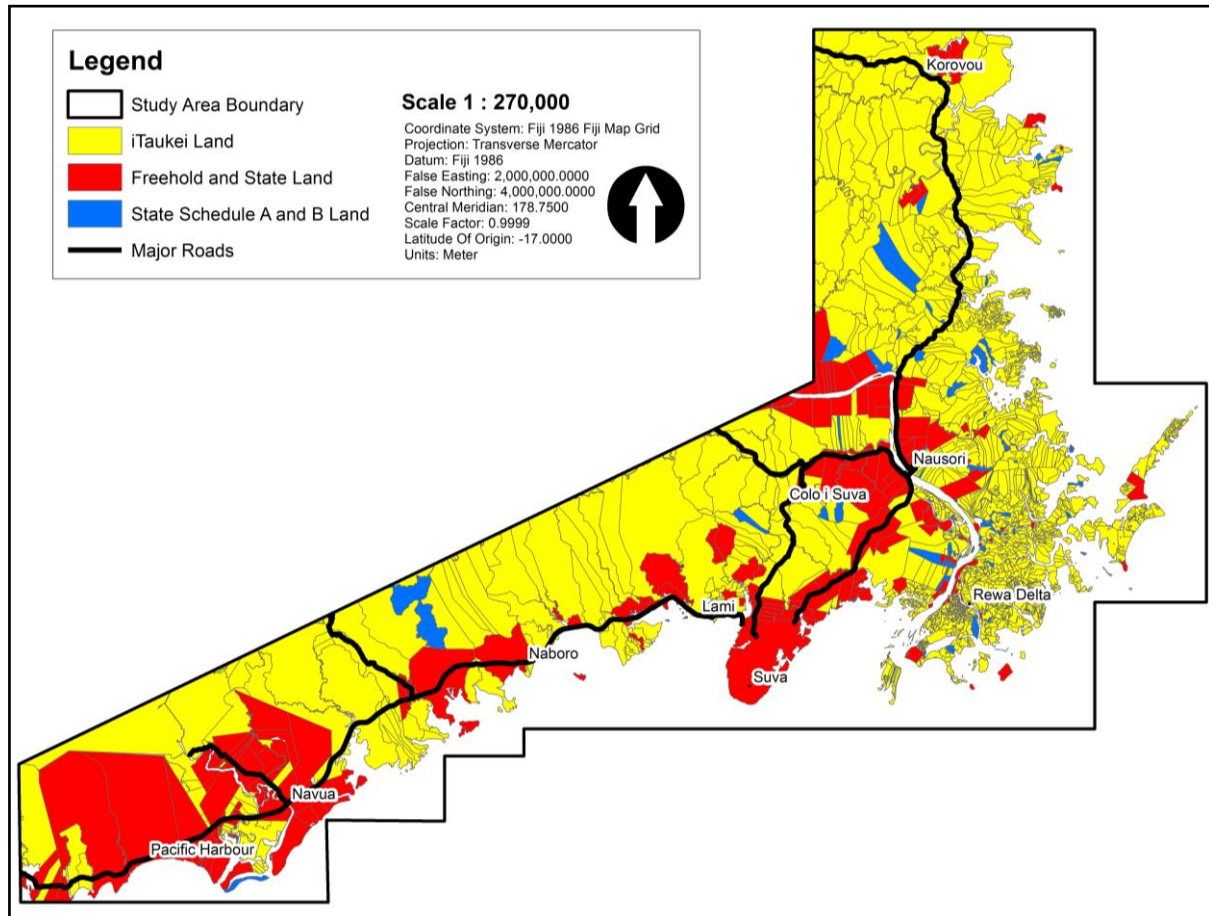 Legend
Study Area Boundary
iTaukei Land
Freehold and State Land
State Schedule A and B Land
Major Roads
Scale 1 : 270,000
Coordinate System: Fiji 1986 Fiji Map Grid
Projection: Transverse Mercator
Datum: Fiji 1986
False Easting: 2,000,000.0000
False Northing: 4,000,000.0000
Central Meridian: 178.7500
Scale Factor: 0.9999
Latitude Of Origin: -17.0000
Units: Meter
Korovou
Nausori
Colo i Suva
Rewa Delta
Lami
Naboro
Suva
Navua
Pacific Harbour